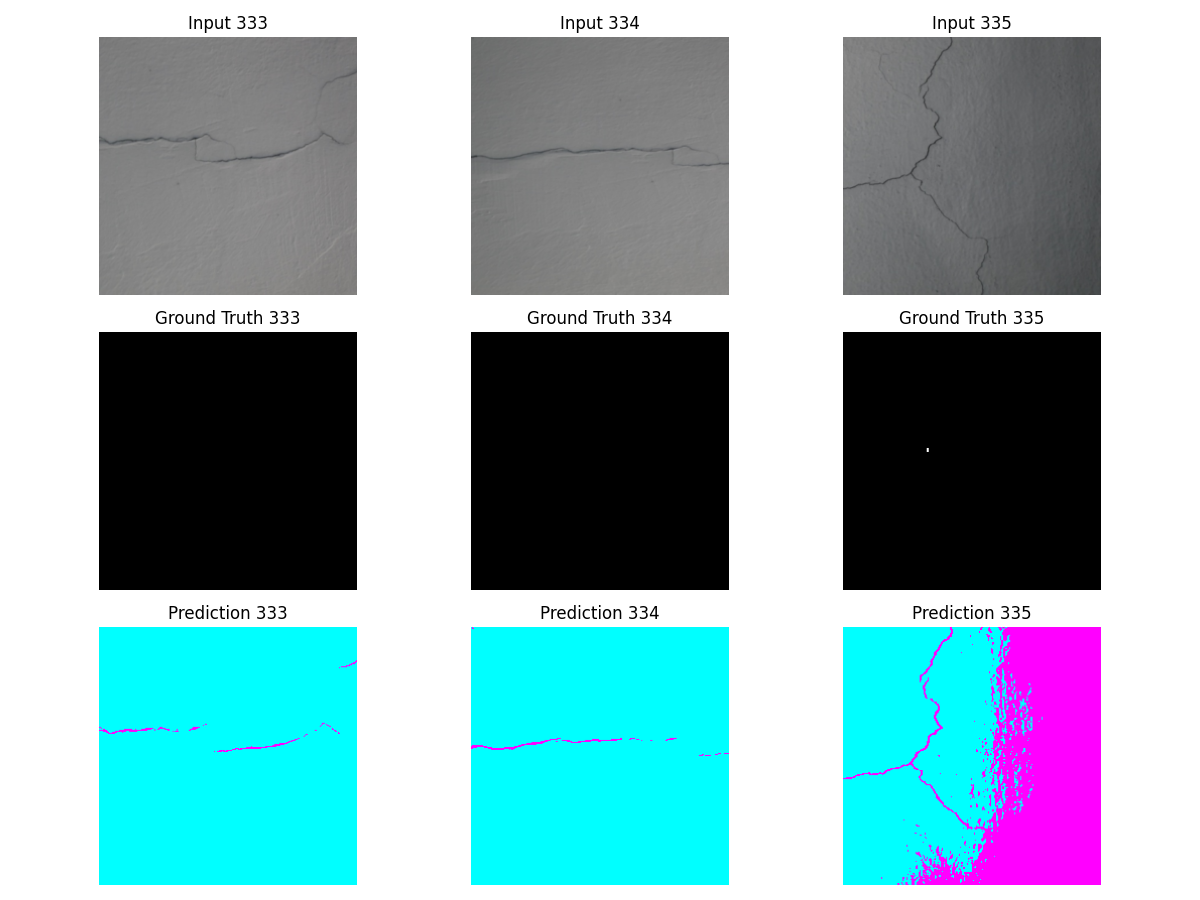 Input 333
Input 334
Input 335
Ground Truth 333
Ground Truth 334
Ground Truth 335
Prediction 333
Prediction 334
Prediction 335